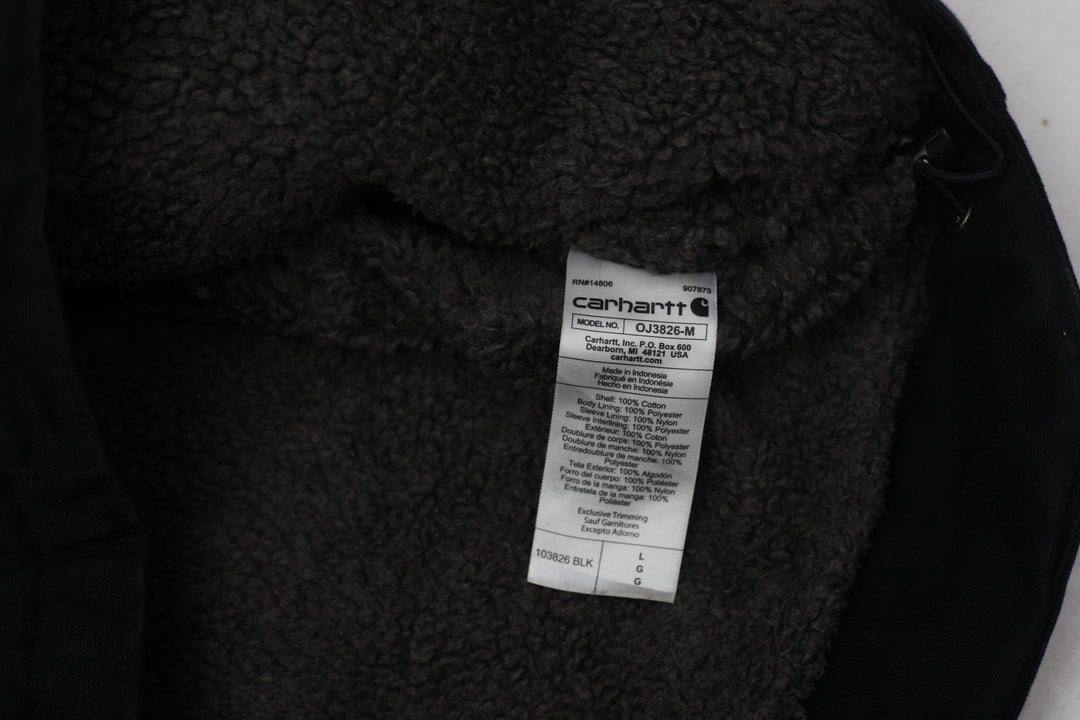 RN#14806 907873
carhartt
MODEL NO. OJ3826-M
Carhartt, Inc. P.O. Box 600
Dearborn, MI 48121 USA
carhartt.com
Made in Indonesia
Fabriqué en Indonésie
Hecho en Indonesia
Shell: 100% Cotton
Body Lining: 100% Polyester
Sleeve Lining: 100% Nylon
Sleeve Interlining: 100% Polyester
Extérieur: 100% Coton
Doublure de corps: 100% Polyester
Doublure de manche: 100% Nylon
Entredoublure de manche: 100%
Polyester
Tela Exterior: 100% Algodón
Forro del cuerpo: 100% Poliéster
Forro de la manga: 100% Nylon
Entretela de la manga: 100%
Poliéster
Exclusive Trimming
Sauf Garnitures
Excepto Adorno
103826 BLK L
G
G